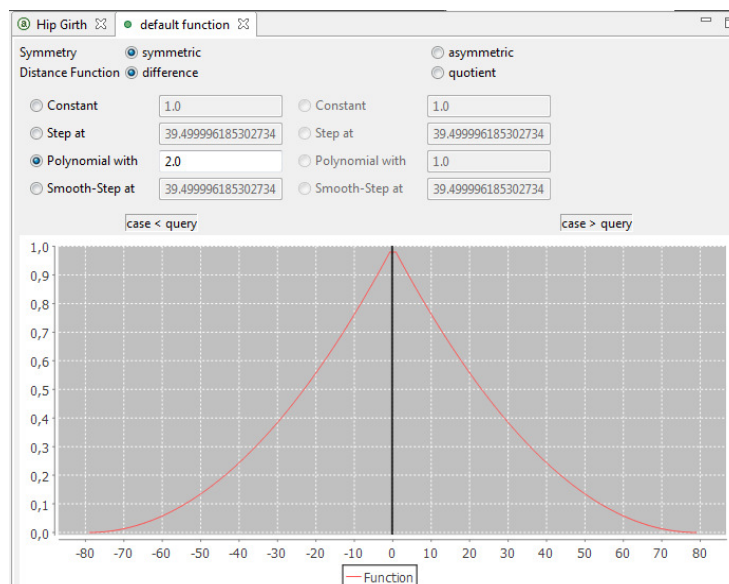 Hip Girth default function
Symmetry symmetric asymmetric
Distance Function difference quotient
Constant 1.0 Constant 1.0
Step at 39.499996185302734 Step at 39.499996185302734
Polynomial with 2.0 Polynomial with 1.0
Smooth-Step at 39.499996185302734 Smooth-Step at 39.499996185302734
case < query case > query
1,0
0,9
0,8
0,7
0,6
0,5
0,4
0,3
0,2
0,1
0,0
-80 -70 -60 -50 -40 -30 -20 -10 0 10 20 30 40 50 60 70 80
Function